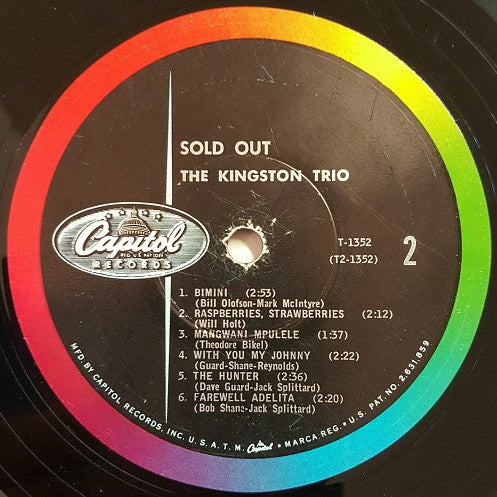 SOLD OUT
THE KINGSTON TRIO
Capitol
REG. U.S. PAT. OFF.
RECORDS
T-1352
(T2-1352)
2
1. BIMINI (2:53)
(Bill Olofson-Mark McIntyre)
2. RASPBERRIES, STRAWBERRIES (2:12)
(Will Holt)
3. MANGWANI MPULELE (1:37)
(Theodore Bikel)
4. WITH YOU MY JOHNNY (2:22)
(Guard-Shane-Reynolds)
5. THE HUNTER (2:36)
(Dave Guard-Jack Splittard)
6. FAREWELL ADELITA (2:20)
(Bob Shane-Jack Splittard)
MFD. BY CAPITOL RECORDS, INC. U.S.A. T.M. Capitol MARCA REG. • U.S. PAT. NO. 2,631,859